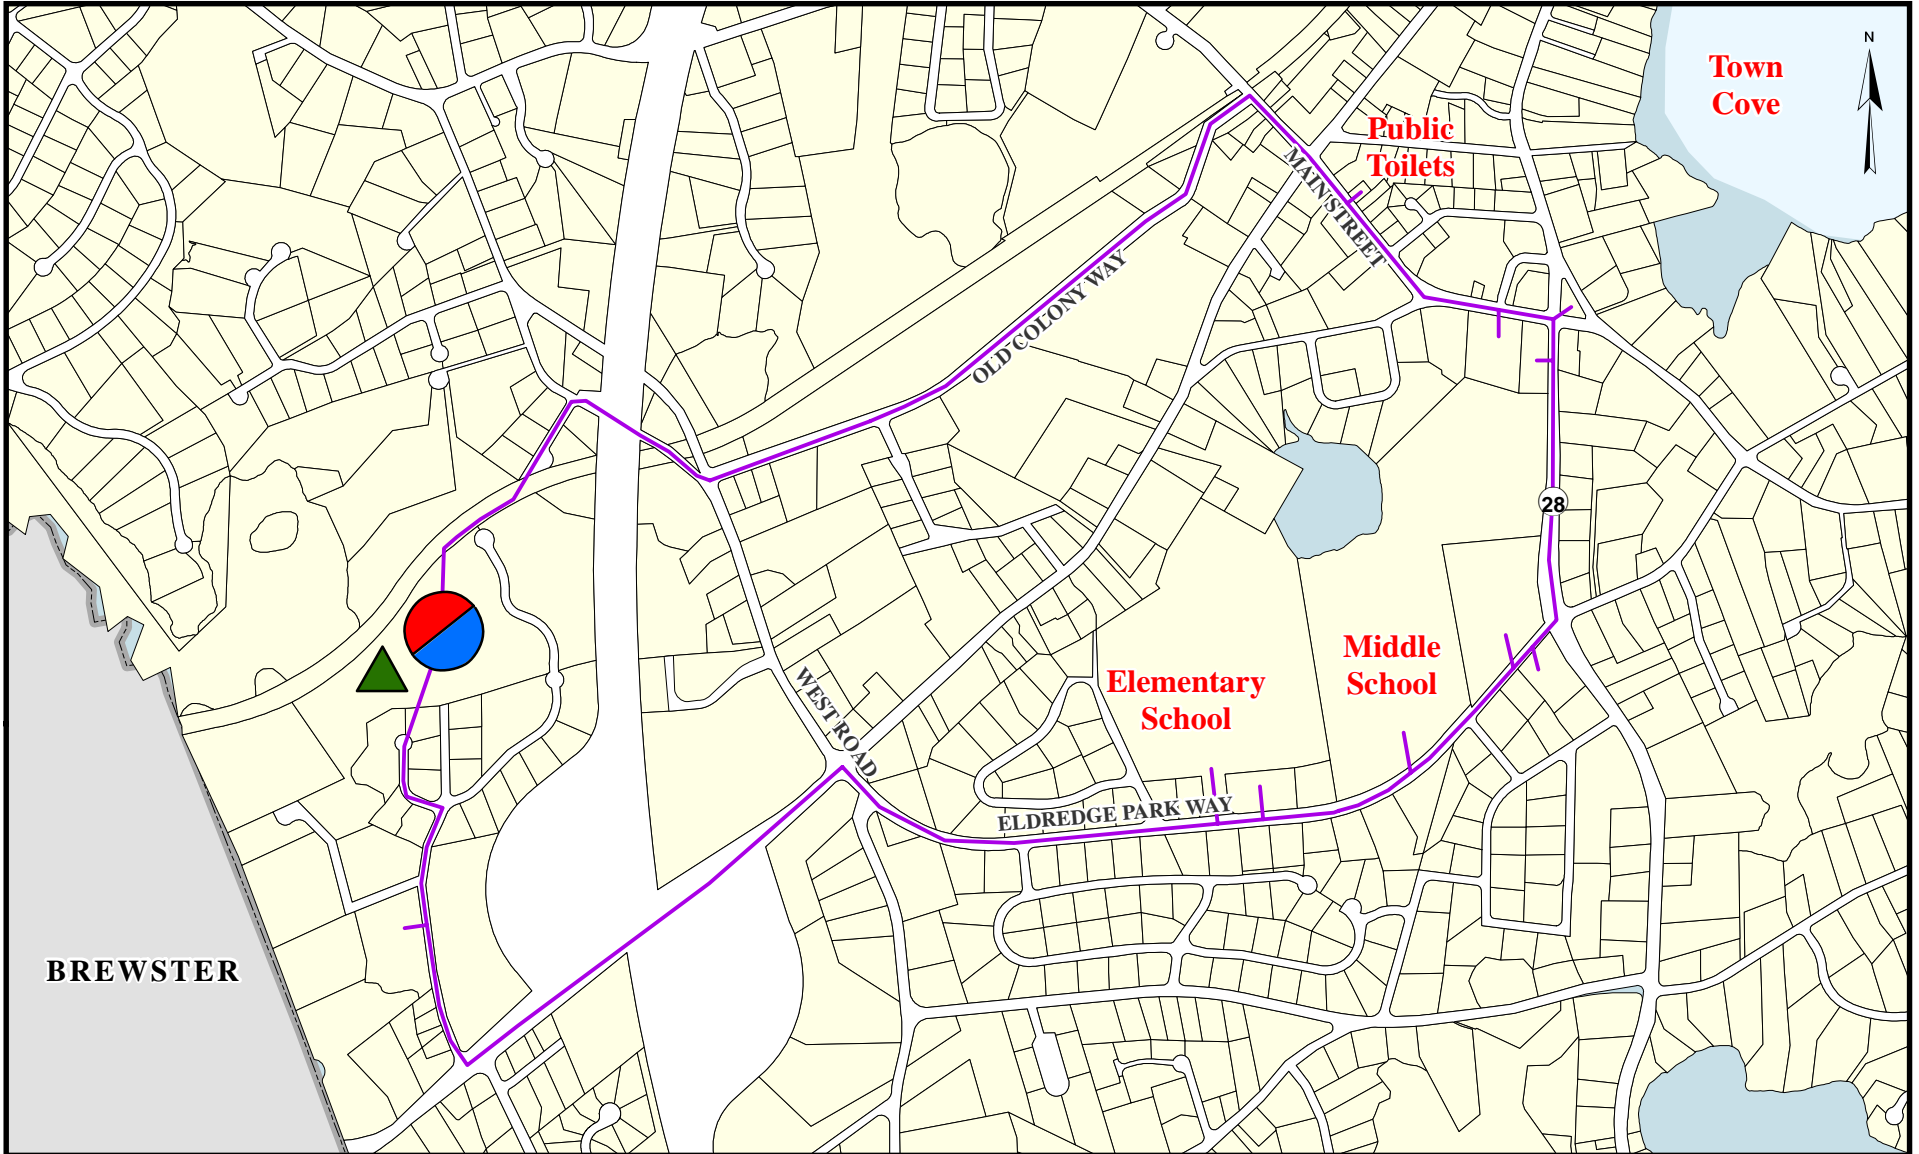 N
Town
Cove
Public
Toilets
MAIN STREET
OLD COLONY WAY
28
Middle
School
Elementary
School
WEST ROAD
ELDREDGE PARK WAY
BREWSTER